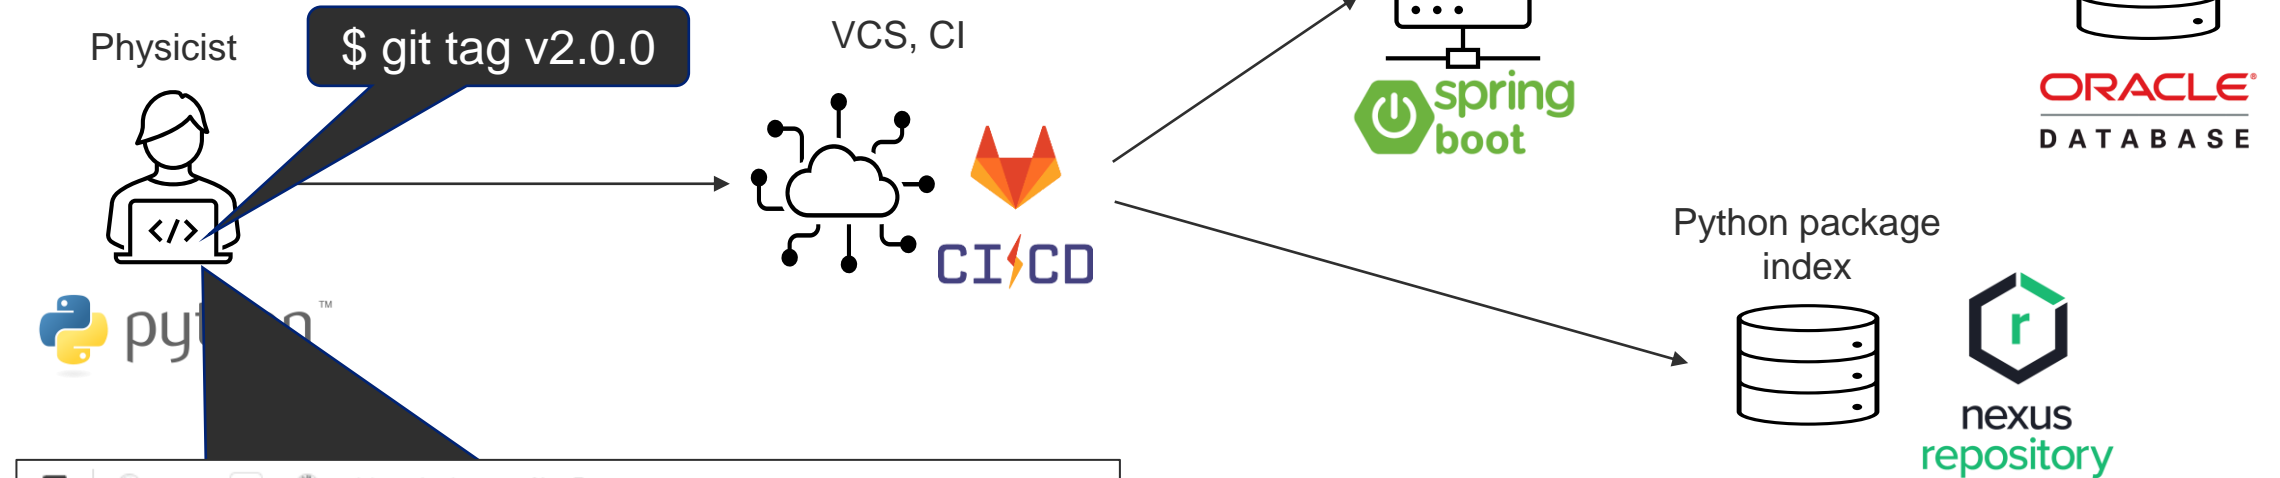 Physicist
$ git tag v2.0.0
VCS, CI
spring
boot
ORACLE
DATABASE
</>
CI CD
Python package
index
r
nexus
repository